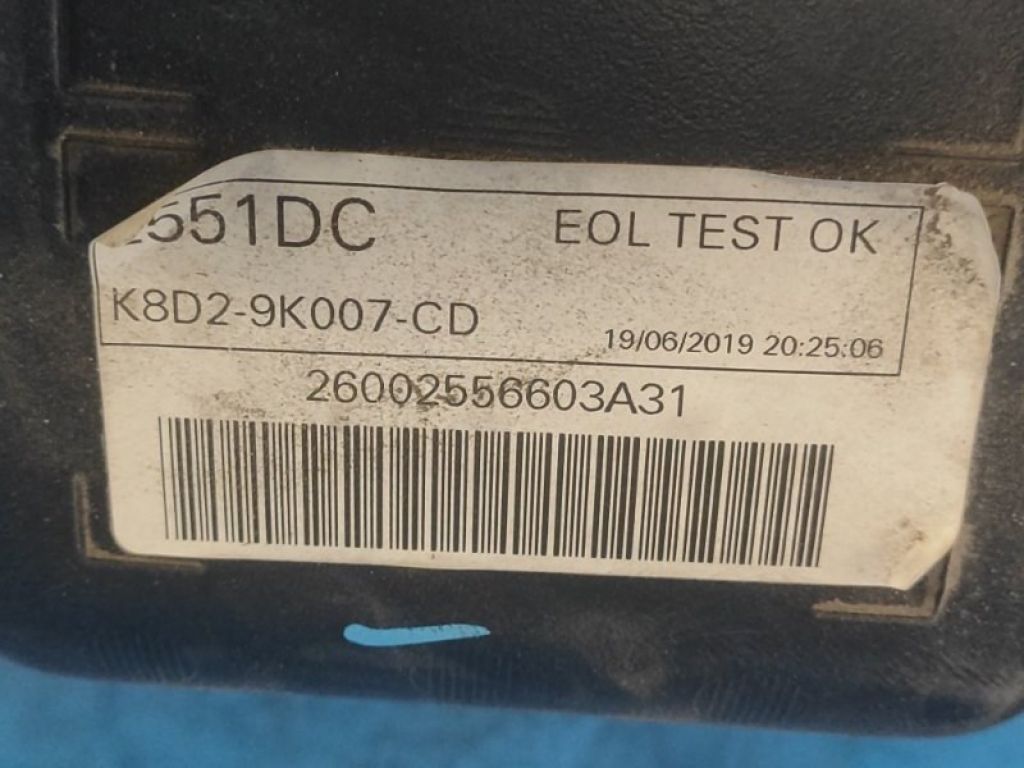 551DC EOL TEST OK
K8D2-9K007-CD 19/06/2019 20:25:06
26002556603A31